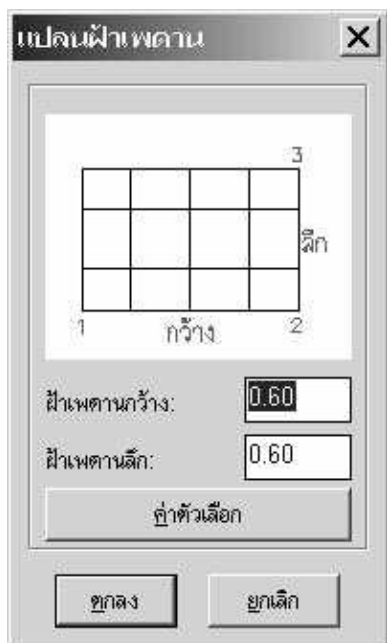 แปลนฝ้าเพดาน
3
ลึก
1 กว้าง 2
ฝ้าเพดานกว้าง: 0.60
ฝ้าเพดานลึก: 0.60
ค่าตัวเลือก
ตกลง ยกเลิก